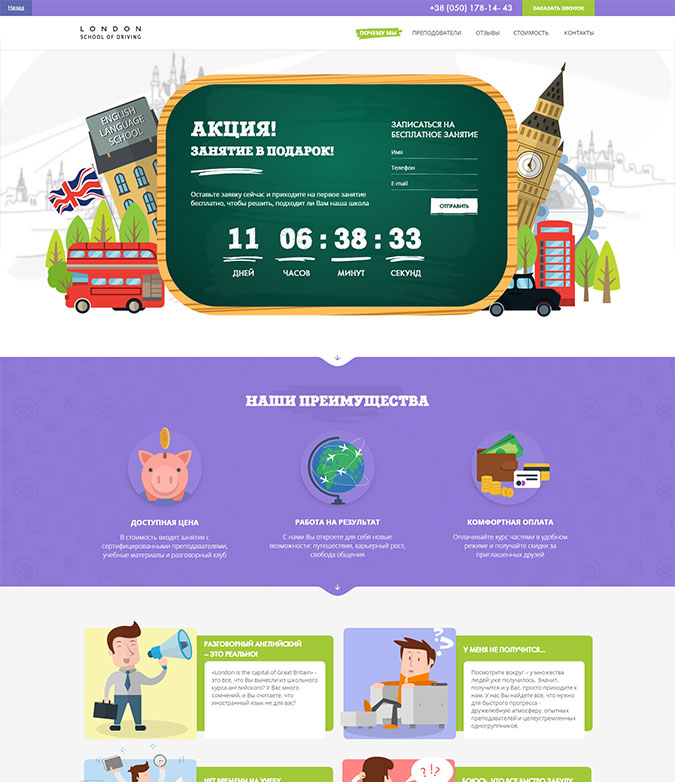 Назад
+38 (050) 178-14- 43
ЗАКАЗАТЬ ЗВОНОК
LONDON
SCHOOL OF DRIVING
ПОЧЕМУ МЫ
ПРЕПОДОВАТЕЛИ
ОТЗЫВЫ
СТОИМОСТЬ
КОНТАКТЫ
ENGLISH
LANGUAGE
SCHOOL
АКЦИЯ!
ЗАНЯТИЕ В ПОДАРОК!
Оставьте заявку сейчас и приходите на первое занятие
бесплатно, чтобы решить, подходит ли Вам наша школа
ЗАПИСАТЬСЯ НА
БЕСПЛАТНОЕ ЗАНЯТИЕ
Имя
Телефон
E-mail
ОТПРАВИТЬ
11 06 : 38 : 33
ДНЕЙ ЧАСОВ МИНУТ СЕКУНД
НАШИ ПРЕИМУЩЕСТВА
ДОСТУПНАЯ ЦЕНА
В стоимость входят занятия с
сертифицированными преподавателями,
учебные материалы и разговорный клуб
РАБОТА НА РЕЗУЛЬТАТ
С нами Вы откроете для себя новые
возможности: путешествия, карьерный рост,
свобода общения
КОМФОРТНАЯ ОПЛАТА
Оплачивайте курс частями в удобном
режиме и получайте скидки за
приглашенных друзей
РАЗГОВОРНЫЙ АНГЛИЙСКИЙ
– ЭТО РЕАЛЬНО!
«London is the capital of Great Britain» -
это все, что Вы вынесли из школьного
курса английского? У Вас много
сомнений, и Вы считаете, что
иностранный язык не для вас?
У МЕНЯ НЕ ПОЛУЧИТСЯ...
Посмотрите вокруг – у множества
людей уже получилось. Значит,
получится и у Вас, просто приходите к
нам. У нас Вы найдете все, что нужно
для быстрого прогресса -
дружелюбную атмосферу, опытных
преподавателей и целеустремленных
одногруппников.
НЕТ ВРЕМЕНИ НА УЧЕБУ
БОЮСЬ, ЧТО ВСЕ БЫСТРО ЗАБУДУ